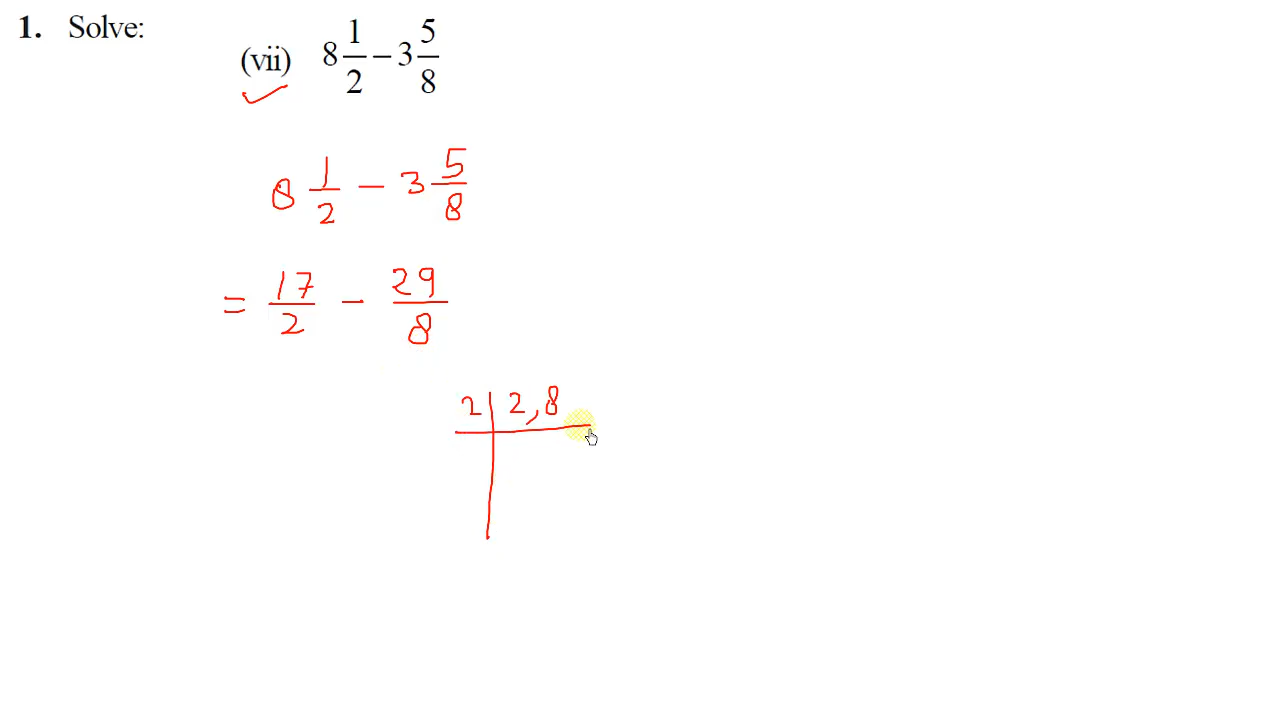 1. Solve:
(vii) 8 1/2 − 3 5/8
8 1/2 − 3 5/8
= 17/2 − 29/8
2 | 2, 8